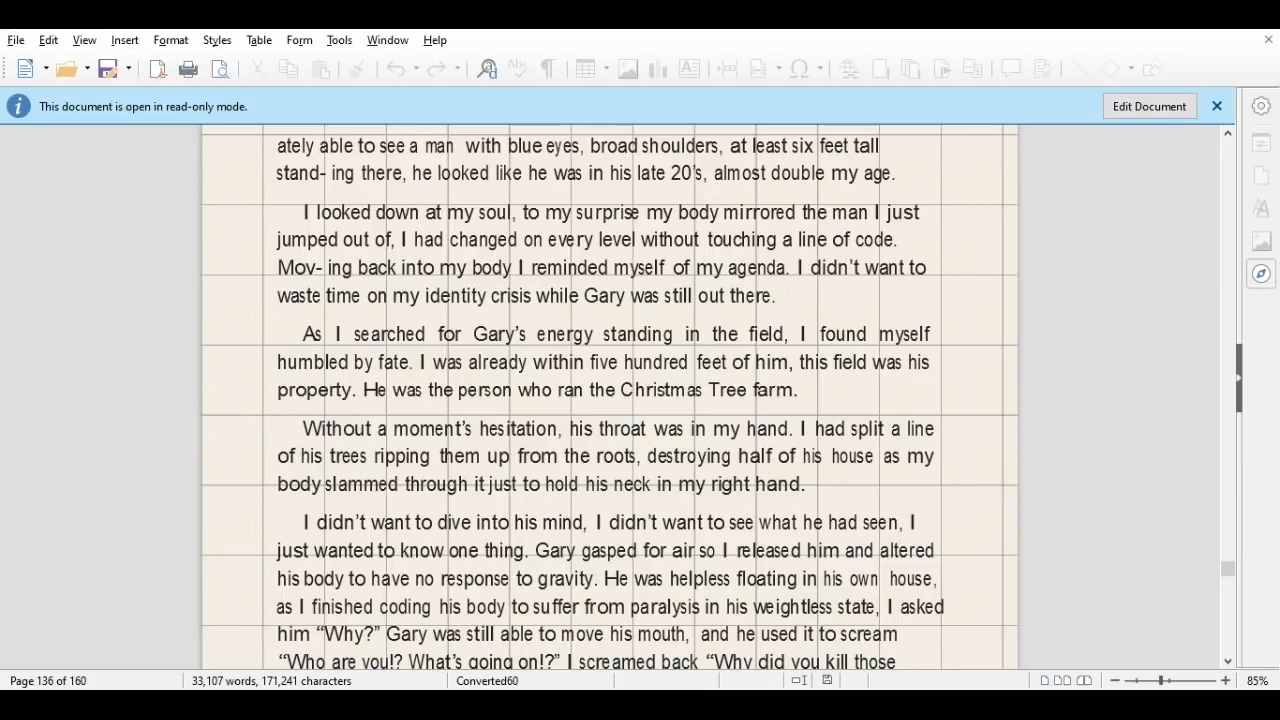 File Edit View Insert Format Styles Table Form Tools Window Help
This document is open in read-only mode.
Edit Document
ately able to see a man with blue eyes, broad shoulders, at least six feet tall
stand- ing there, he looked like he was in his late 20's, almost double my age.
I looked down at my soul, to my surprise my body mirrored the man I just
jumped out of, I had changed on every level without touching a line of code.
Mov- ing back into my body I reminded myself of my agenda. I didn't want to
waste time on my identity crisis while Gary was still out there.
As I searched for Gary's energy standing in the field, I found myself
humbled by fate. I was already within five hundred feet of him, this field was his
property. He was the person who ran the Christmas Tree farm.
Without a moment's hesitation, his throat was in my hand. I had split a line
of his trees ripping them up from the roots, destroying half of his house as my
body slammed through it just to hold his neck in my right hand.
I didn't want to dive into his mind, I didn't want to see what he had seen, I
just wanted to know one thing. Gary gasped for air so I released him and altered
his body to have no response to gravity. He was helpless floating in his own house,
as I finished coding his body to suffer from paralysis in his weightless state, I asked
him “Why?” Gary was still able to move his mouth, and he used it to scream
“Who are you!? What's going on!?” I screamed back “Why did you kill those
Page 136 of 160
33,107 words, 171,241 characters
Converted60
85%